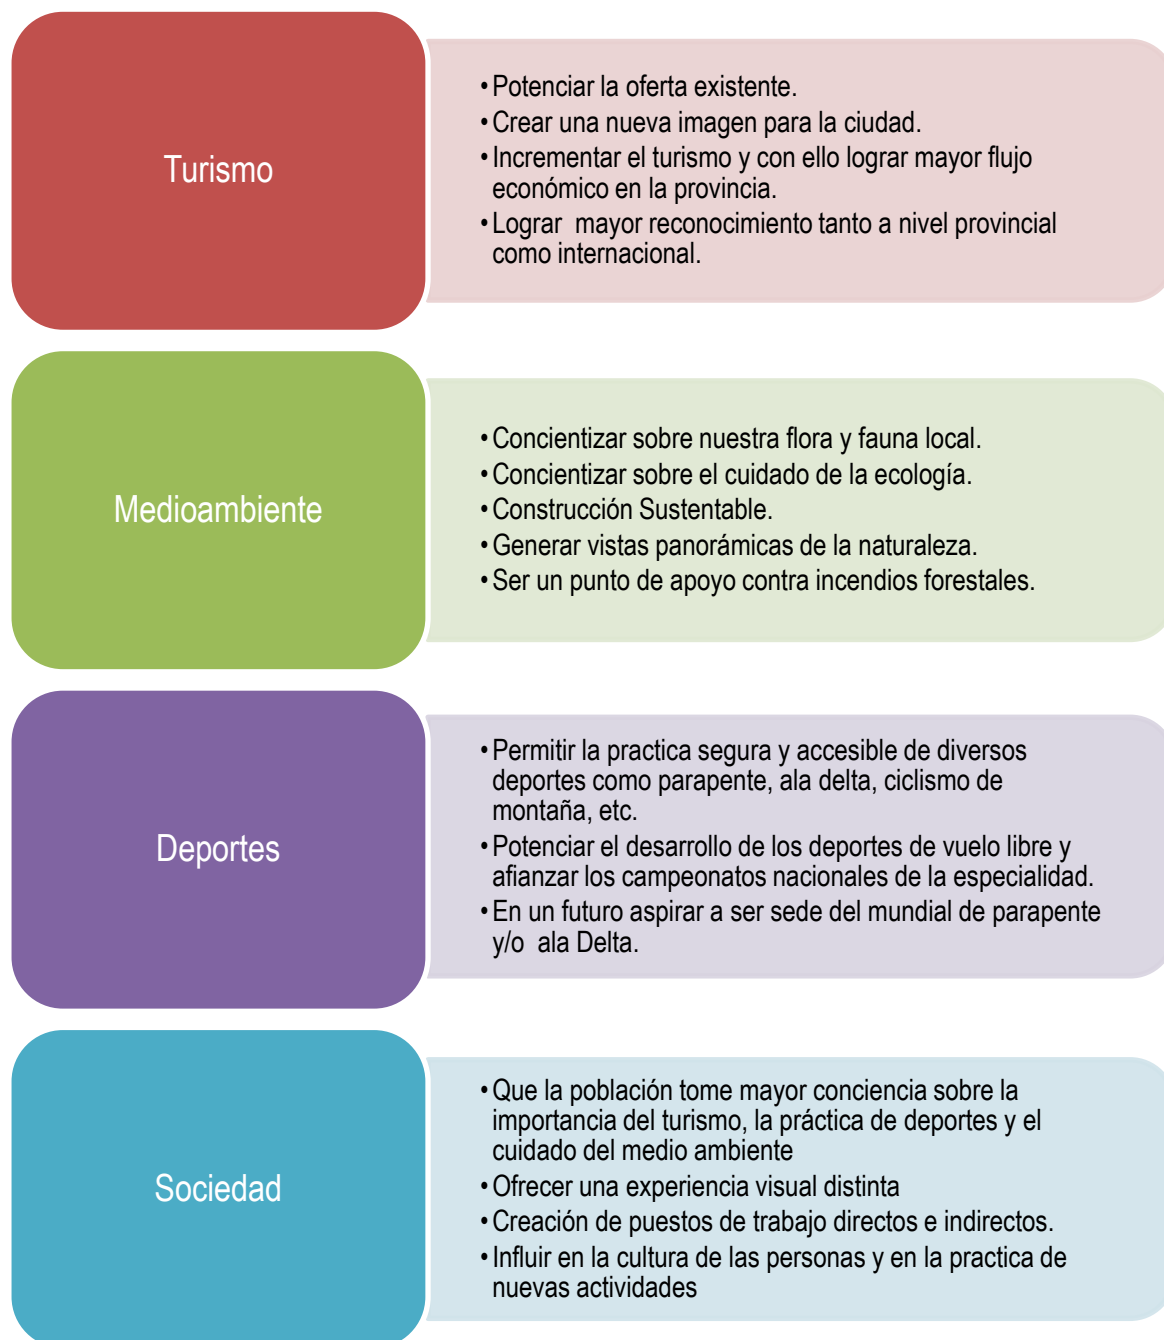 Turismo
• Potenciar la oferta existente.
• Crear una nueva imagen para la ciudad.
• Incrementar el turismo y con ello lograr mayor flujo
económico en la provincia.
• Lograr  mayor reconocimiento tanto a nivel provincial
como internacional.
Medioambiente
• Concientizar sobre nuestra flora y fauna local.
• Concientizar sobre el cuidado de la ecología.
• Construcción Sustentable.
• Generar vistas panorámicas de la naturaleza.
• Ser un punto de apoyo contra incendios forestales.
Deportes
• Permitir la practica segura y accesible de diversos
deportes como parapente, ala delta, ciclismo de
montaña, etc.
• Potenciar el desarrollo de los deportes de vuelo libre y
afianzar los campeonatos nacionales de la especialidad.
• En un futuro aspirar a ser sede del mundial de parapente
y/o  ala Delta.
Sociedad
• Que la población tome mayor conciencia sobre la
importancia del turismo, la práctica de deportes y el
cuidado del medio ambiente
• Ofrecer una experiencia visual distinta
• Creación de puestos de trabajo directos e indirectos.
• Influir en la cultura de las personas y en la practica de
nuevas actividades